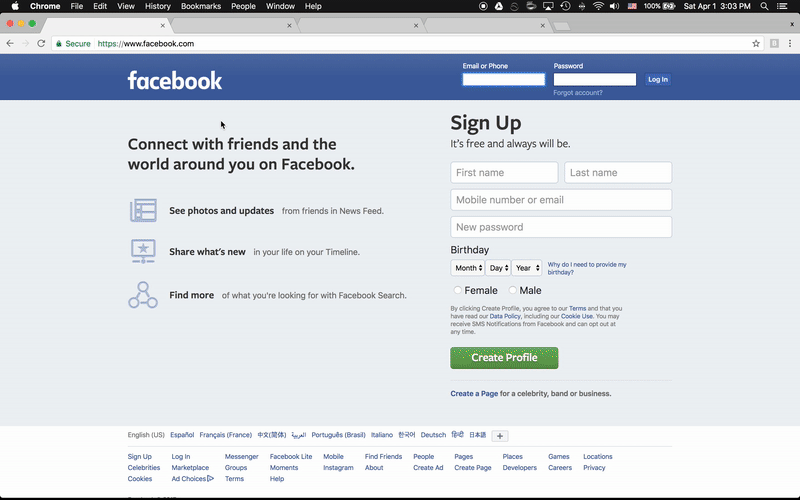 Chrome File Edit View History Bookmarks People Window Help 100% Sat Apr 1 3:03 PM
Secure https://www.facebook.com
facebook
Email or Phone Password
Log In
Forgot account?
Connect with friends and the
world around you on Facebook.
See photos and updates from friends in News Feed.
Share what's new in your life on your Timeline.
Find more of what you're looking for with Facebook Search.
Sign Up
It's free and always will be.
First name Last name
Mobile number or email
New password
Birthday
Month Day Year
Why do I need to provide my
birthday?
Female Male
By clicking Create Profile, you agree to our Terms and that you
have read our Data Policy, including our Cookie Use. You may
receive SMS Notifications from Facebook and can opt out at
any time.
Create Profile
Create a Page for a celebrity, band or business.
English (US) Español Français (France) 中文(简体) العربية Português (Brasil) Italiano 한국어 Deutsch हिन्दी 日本語 +
Sign Up Log In Messenger Facebook Lite Mobile Find Friends People Pages Places Games Locations
Celebrities Marketplace Groups Moments Instagram About Create Ad Create Page Developers Careers Privacy
Cookies Ad Choices Terms Help